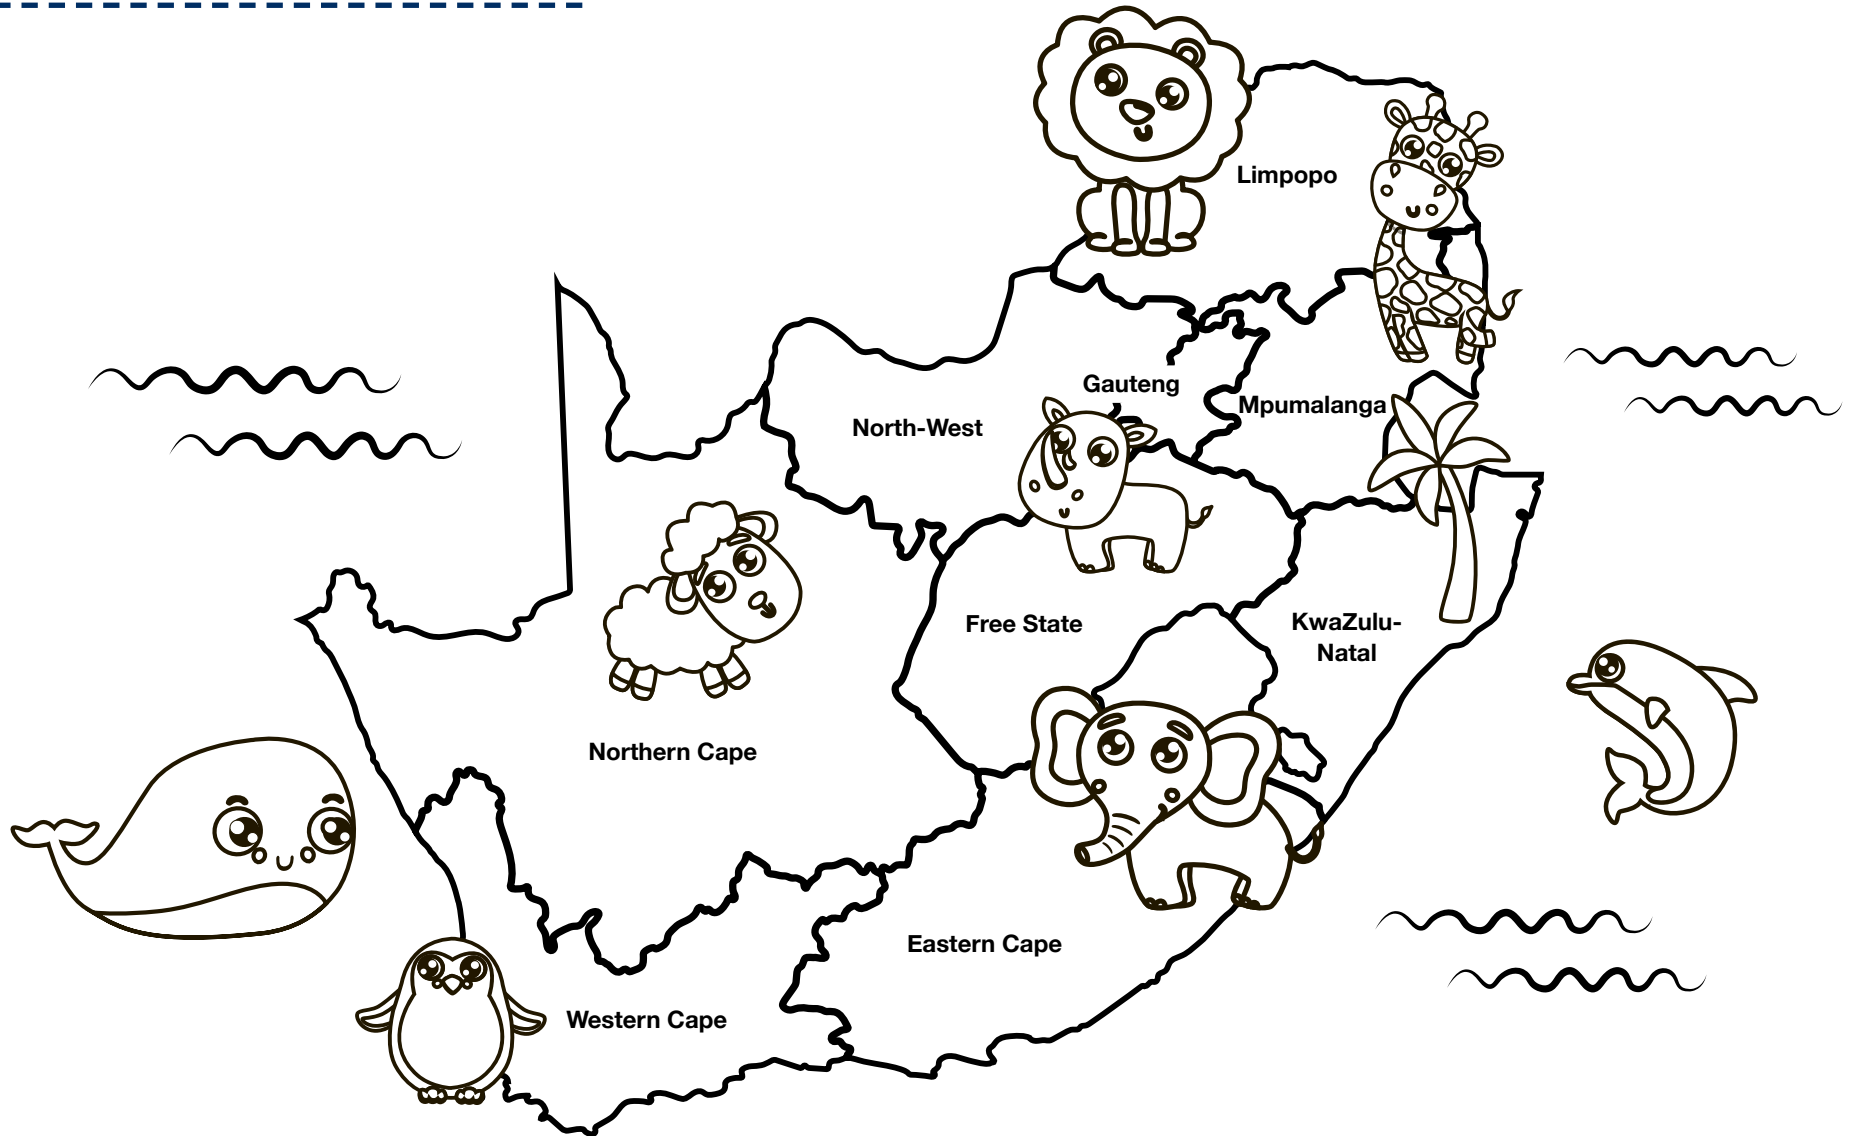 Limpopo
Gauteng
Mpumalanga
North-West
Free State
KwaZulu-
Natal
Northern Cape
Eastern Cape
Western Cape